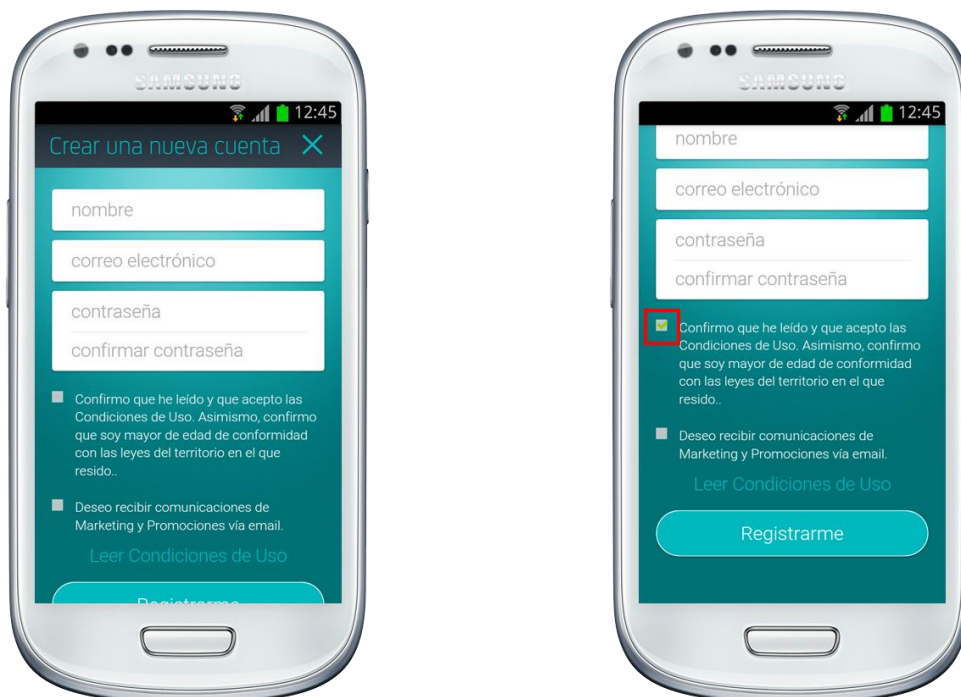 SAMSUNG
12:45
Crear una nueva cuenta
nombre
correo electrónico
contraseña
confirmar contraseña
Confirmo que he leído y que acepto las
Condiciones de Uso. Asimismo, confirmo
que soy mayor de edad de conformidad
con las leyes del territorio en el que
resido..
Deseo recibir comunicaciones de
Marketing y Promociones vía email.
Leer Condiciones de Uso
Registrarme
SAMSUNG
12:45
nombre
correo electrónico
contraseña
confirmar contraseña
Confirmo que he leído y que acepto las
Condiciones de Uso. Asimismo, confirmo
que soy mayor de edad de conformidad
con las leyes del territorio en el que
resido..
Deseo recibir comunicaciones de
Marketing y Promociones vía email.
Leer Condiciones de Uso
Registrarme